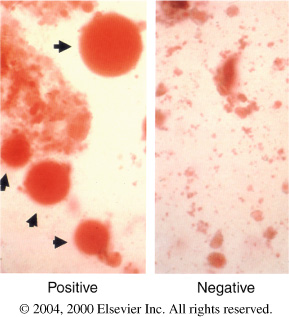 Positive
Negative
© 2004, 2000 Elsevier Inc. All rights reserved.